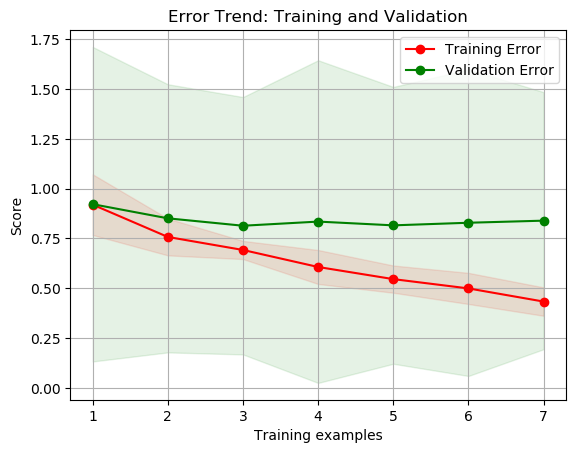 Error Trend: Training and Validation
Training Error
Validation Error
Score
1.75
1.50
1.25
1.00
0.75
0.50
0.25
0.00
1 2 3 4 5 6 7
Training examples